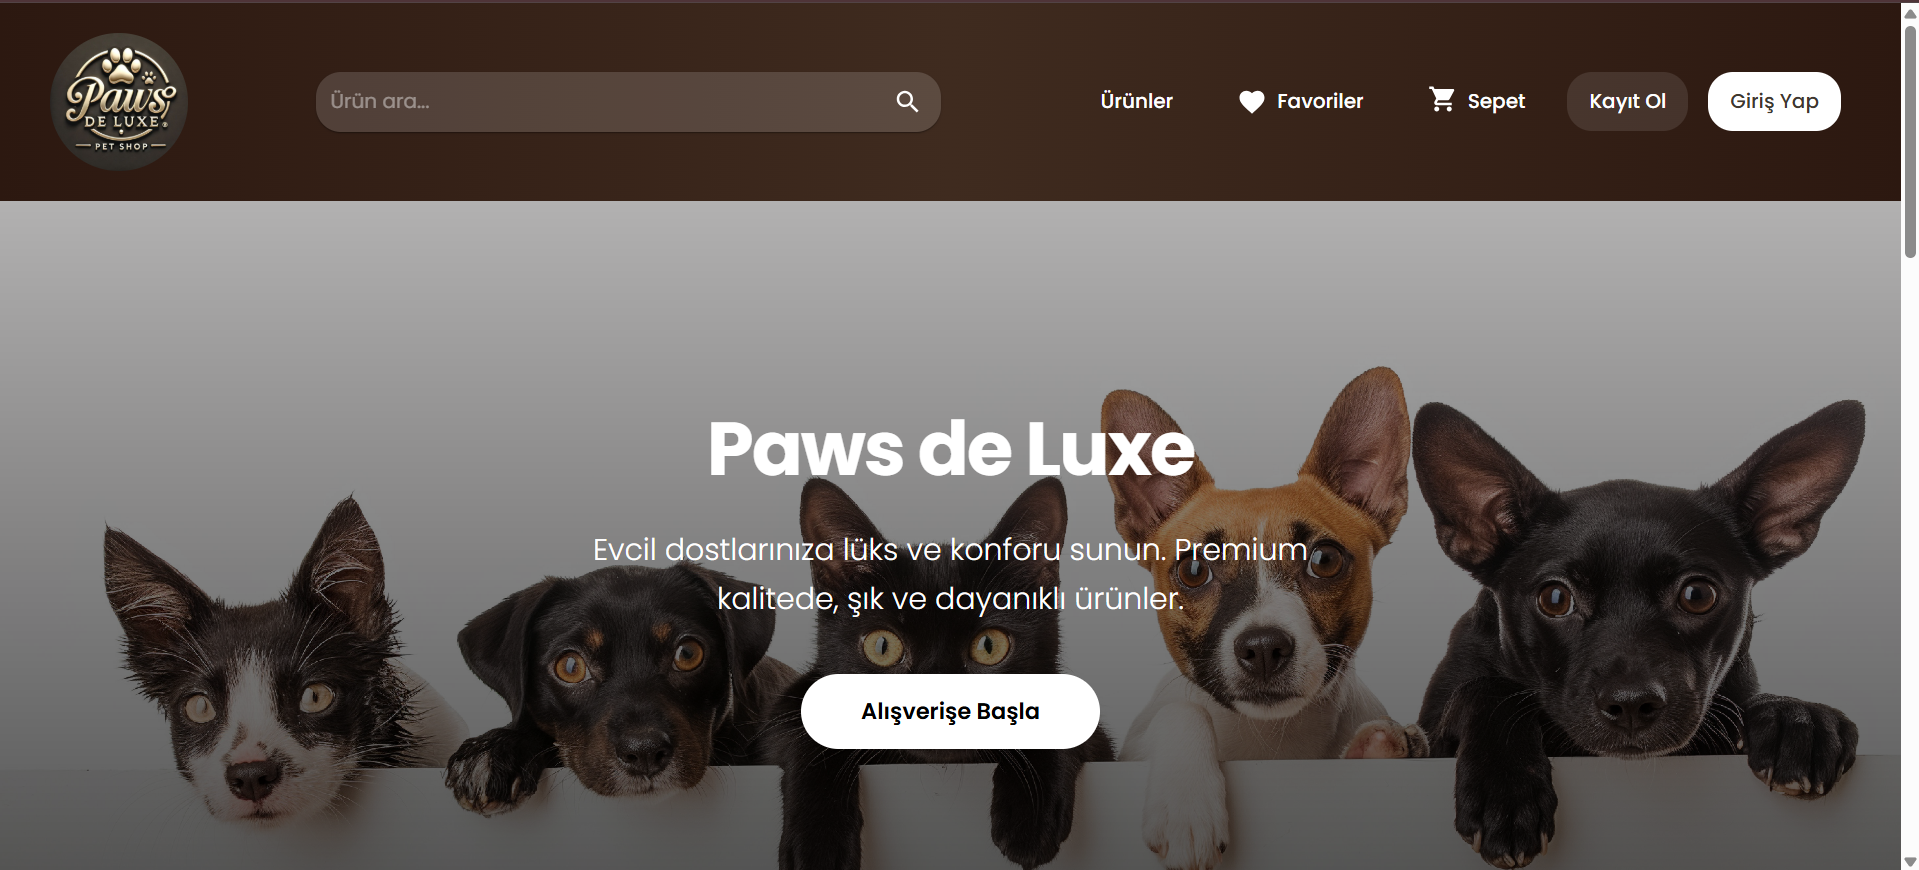 Paws
DE LUXE®
PET SHOP
Ürün ara...
Ürünler
Favoriler
Sepet
Kayıt Ol
Giriş Yap
Paws de Luxe
Evcil dostlarınıza lüks ve konforu sunun. Premium
kalitede, şık ve dayanıklı ürünler.
Alışverişe Başla